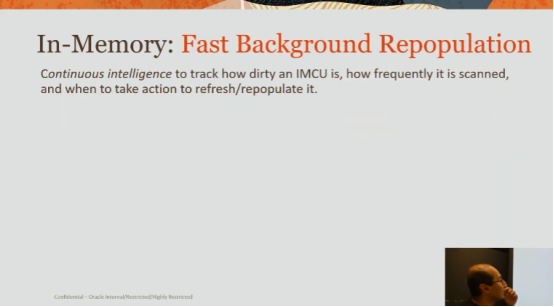 In-Memory: Fast Background Repopulation
Continuous intelligence to track how dirty an IMCU is, how frequently it is scanned,
and when to take action to refresh/repopulate it.
Confidential – Oracle Internal/Restricted/Highly Restricted